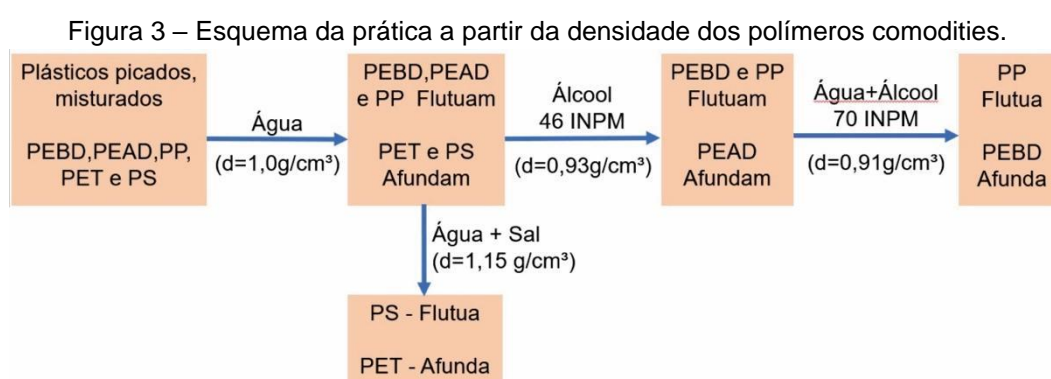 Figura 3 – Esquema da prática a partir da densidade dos polímeros comodities.
Plásticos picados,
misturados
PEBD,PEAD,PP,
PET e PS
Água
(d=1,0g/cm³)
PEBD,PEAD
e PP Flutuam
PET e PS
Afundam
Álcool
46 INPM
(d=0,93g/cm³)
PEBD e PP
Flutuam
PEAD
Afundam
Água+Álcool
70 INPM
(d=0,91g/cm³)
PP
Flutua
PEBD
Afunda
Água + Sal
(d=1,15 g/cm³)
PS - Flutua
PET - Afunda